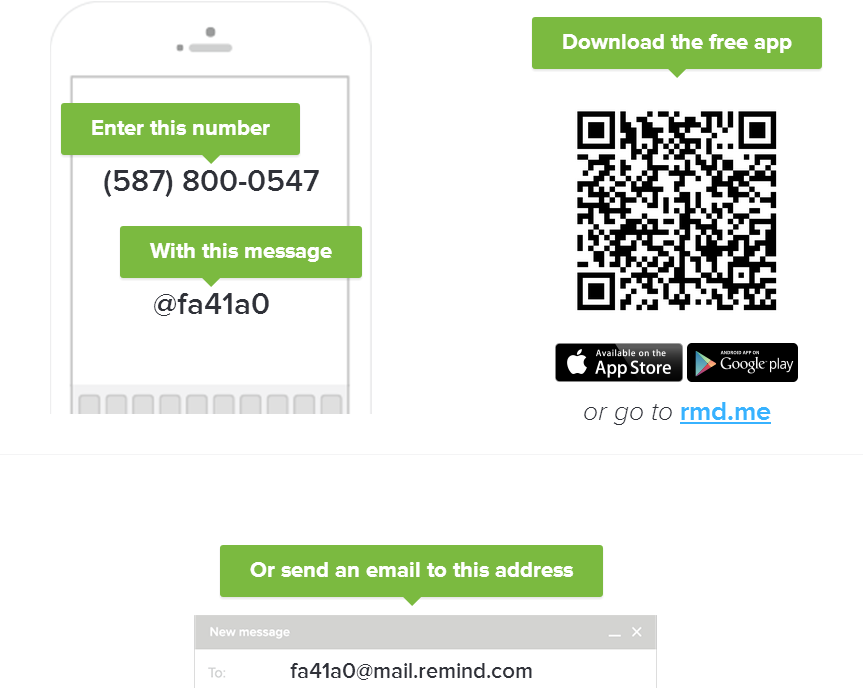 Download the free app
Enter this number
(587) 800-0547
With this message
@fa41a0
Available on the
App Store
ANDROID APP ON
Google play
or go to rmd.me
Or send an email to this address
New message
To: fa41a0@mail.remind.com